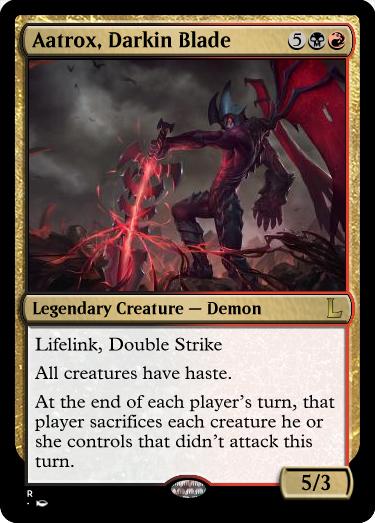 Aatrox, Darkin Blade 5
Legendary Creature — Demon L
Lifelink, Double Strike
All creatures have haste.
At the end of each player's turn, that
player sacrifices each creature he or
she controls that didn't attack this
turn.
5/3
R